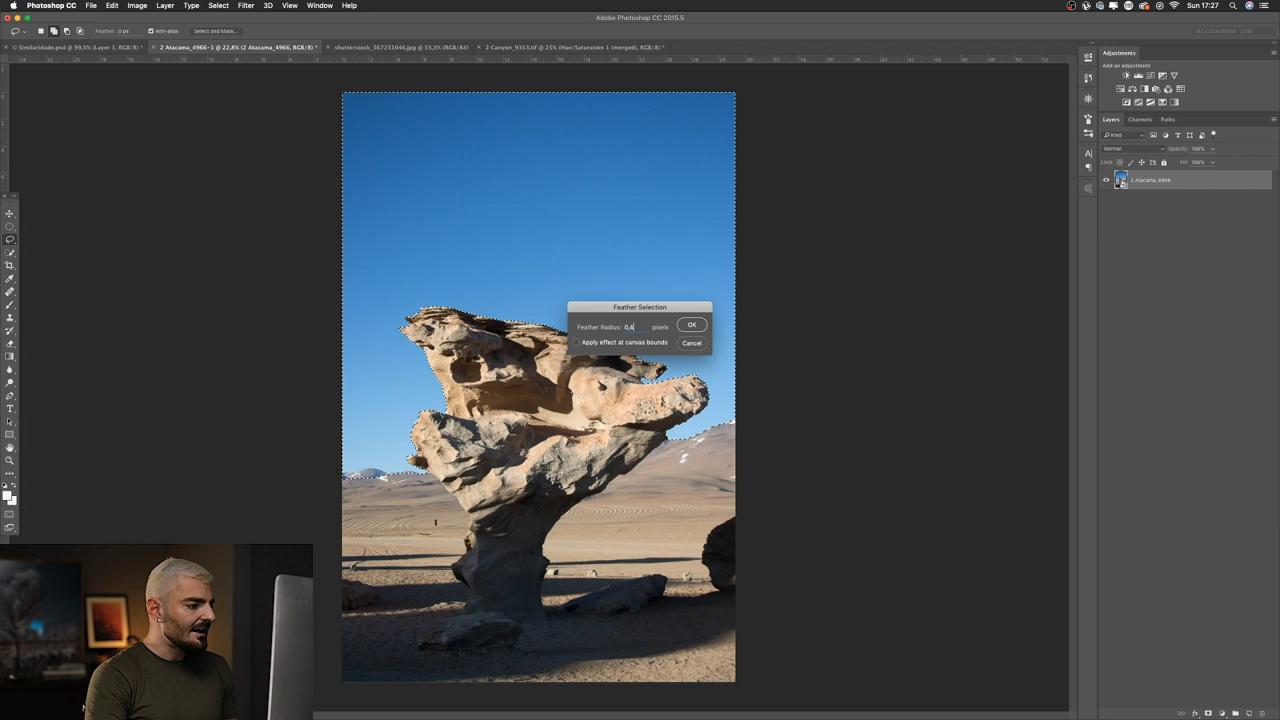 Photoshop CC File Edit Image Layer Type Select Filter 3D View Window Help Sun 17:27
Adobe Photoshop CC 2015.5
Feather: 0 px Anti-alias Select and Mask...
© Similaridade.psd @ 99,3% (Layer 1, RGB/8) * × 2 Atacama_4966-1 @ 22,8% (2 Atacama_4966, RGB/8) * × shutterstock_567231046.jpg @ 33,3% (RGB/84) × 2 Canyon_9353.tif @ 25% (Hue/Saturation 1 (merged), RGB/8) *
Adjustments
Add an adjustment
Layers Channels Paths
Kind
Normal Opacity: 100%
Lock: Fill: 100%
2 Atacama_4966
Feather Selection
Feather Radius: 0,4 pixels OK
Apply effect at canvas bounds Cancel